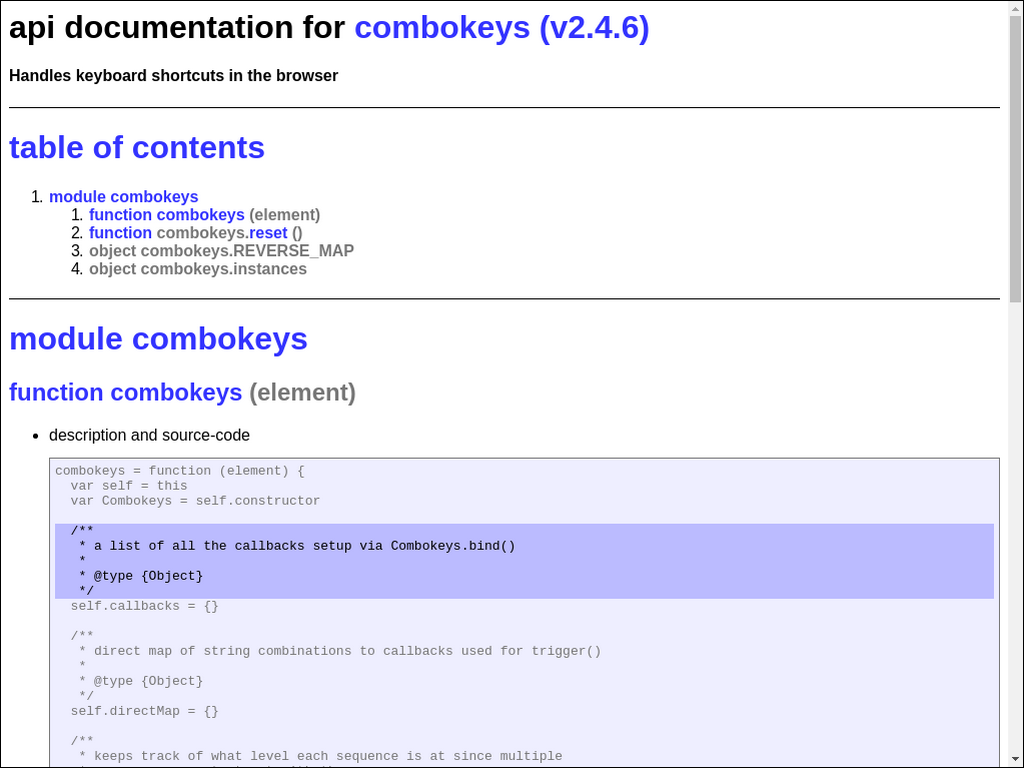 api documentation for combokeys (v2.4.6)
Handles keyboard shortcuts in the browser
table of contents
1. module combokeys
1. function combokeys (element)
2. function combokeys.reset ()
3. object combokeys.REVERSE_MAP
4. object combokeys.instances
module combokeys
function combokeys (element)
• description and source-code
combokeys = function (element) {
  var self = this
  var Combokeys = self.constructor
  /**
   * a list of all the callbacks setup via Combokeys.bind()
   *
   * @type {Object}
   */
  self.callbacks = {}
  /**
   * direct map of string combinations to callbacks used for trigger()
   *
   * @type {Object}
   */
  self.directMap = {}
  /**
   * keeps track of what level each sequence is at since multiple